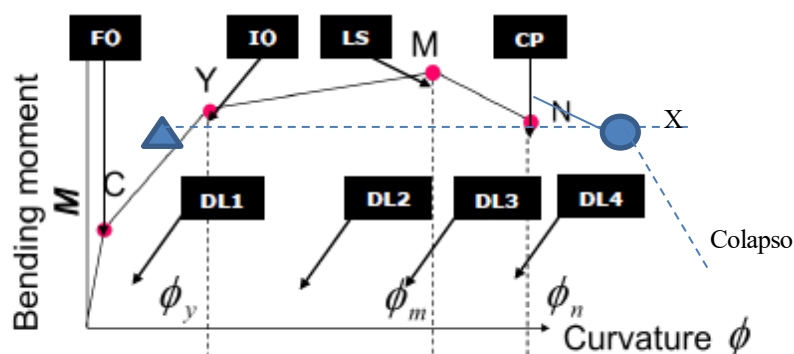 FO
IO
LS
M
CP
Y
N
X
C
Bending moment
M
DL1
DL2
DL3
DL4
Colapso
ϕy
ϕm
ϕn
Curvature ϕ